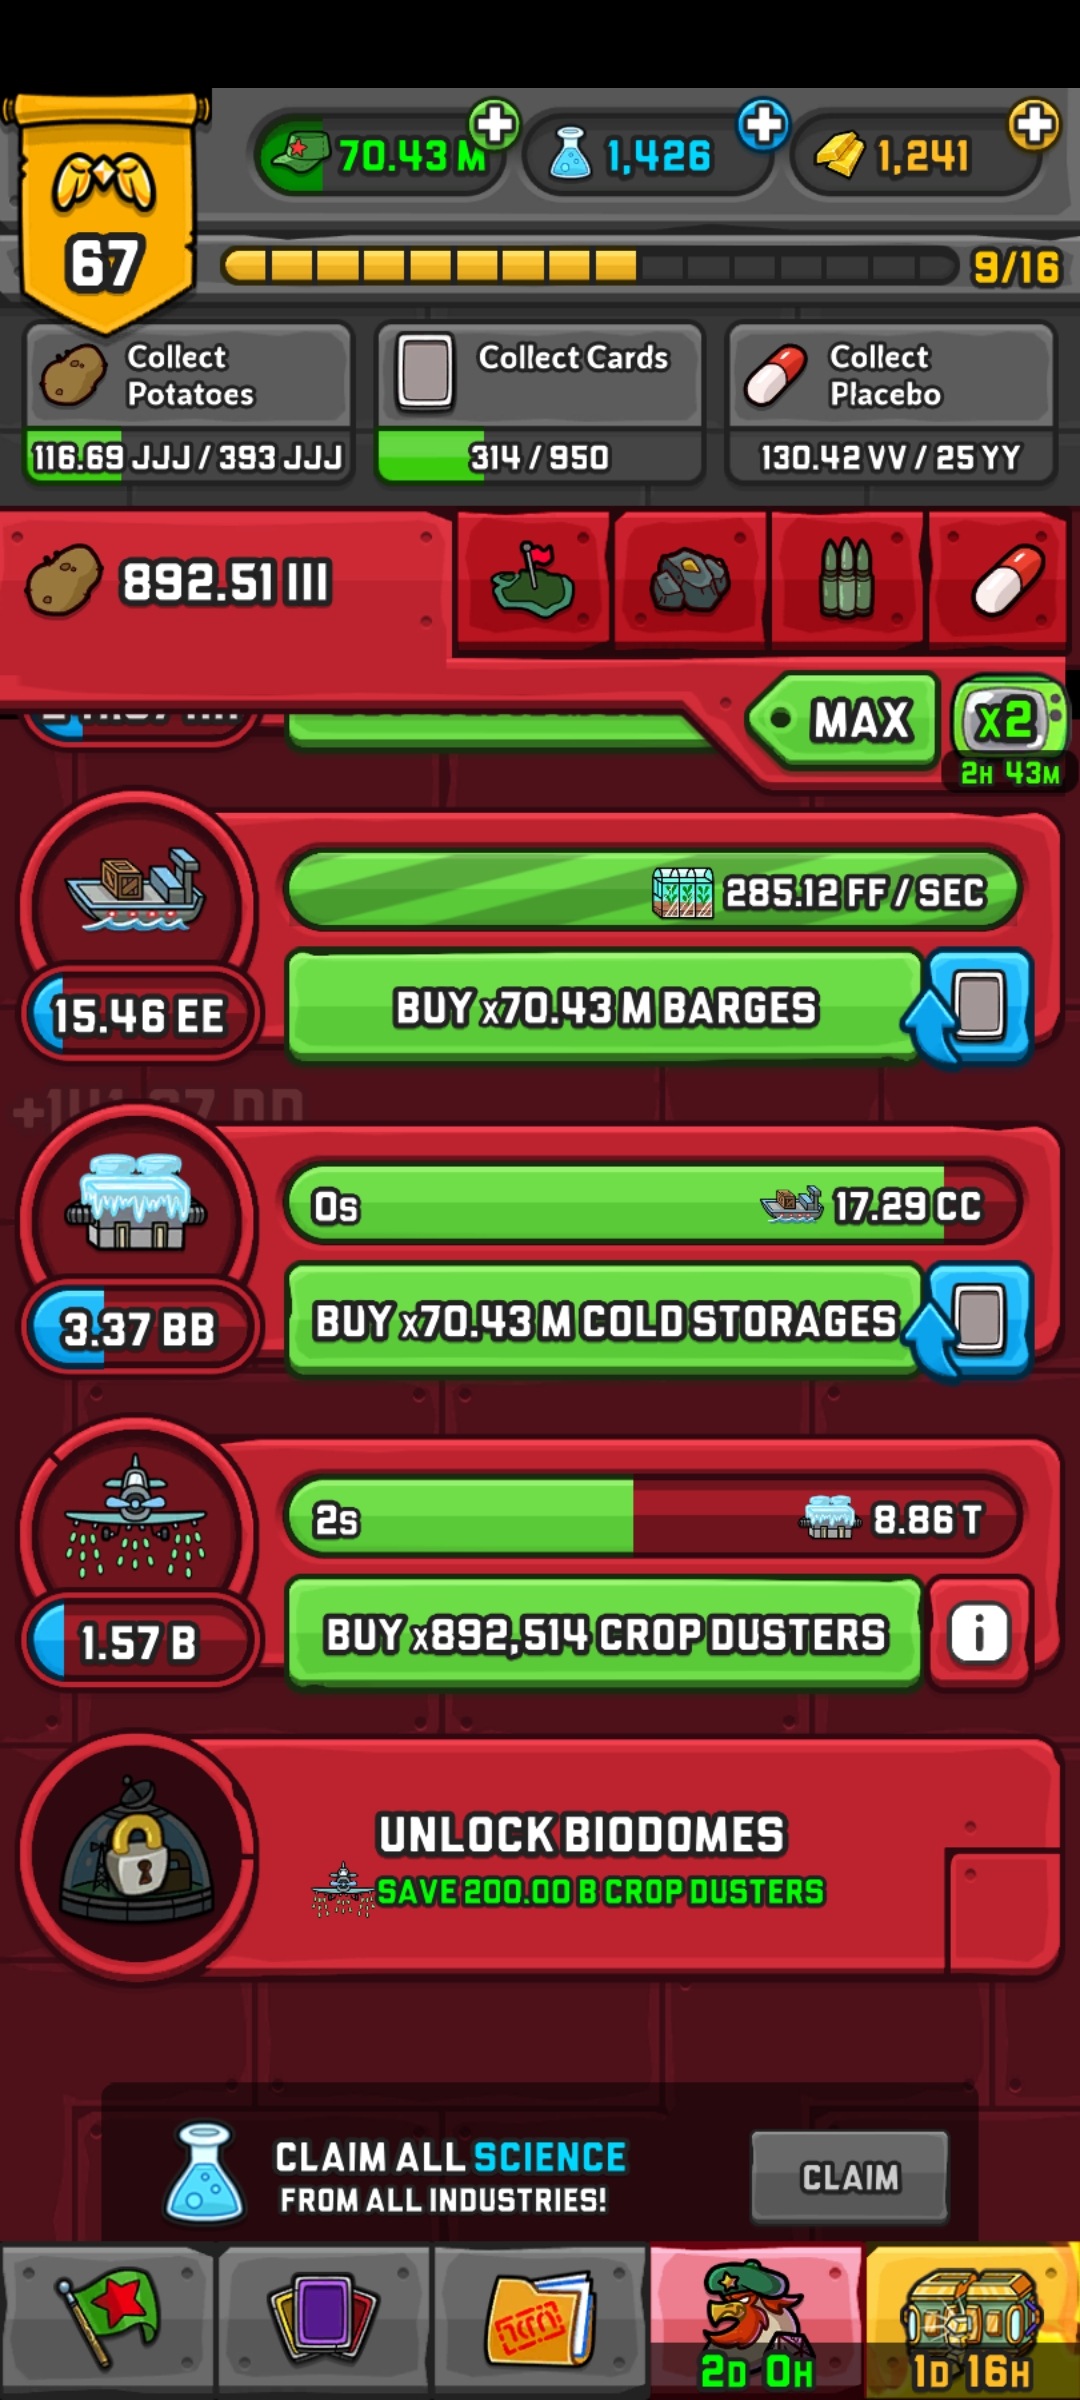 70.43 M
1,426
1,241
67
9/16
Collect
Potatoes
116.69 JJJ / 393 JJJ
Collect Cards
314 / 950
Collect
Placebo
130.42 VV / 25 YY
892.51 III
MAX
x2
2H 43M
285.12 FF / SEC
15.46 EE
BUY x70.43 M BARGES
0s
17.29 CC
3.37 BB
BUY x70.43 M COLD STORAGES
2s
8.86 T
1.57 B
BUY x892,514 CROP DUSTERS
i
UNLOCK BIODOMES
SAVE 200.00 B CROP DUSTERS
CLAIM ALL SCIENCE
FROM ALL INDUSTRIES!
CLAIM
2D 0H
1D 16H